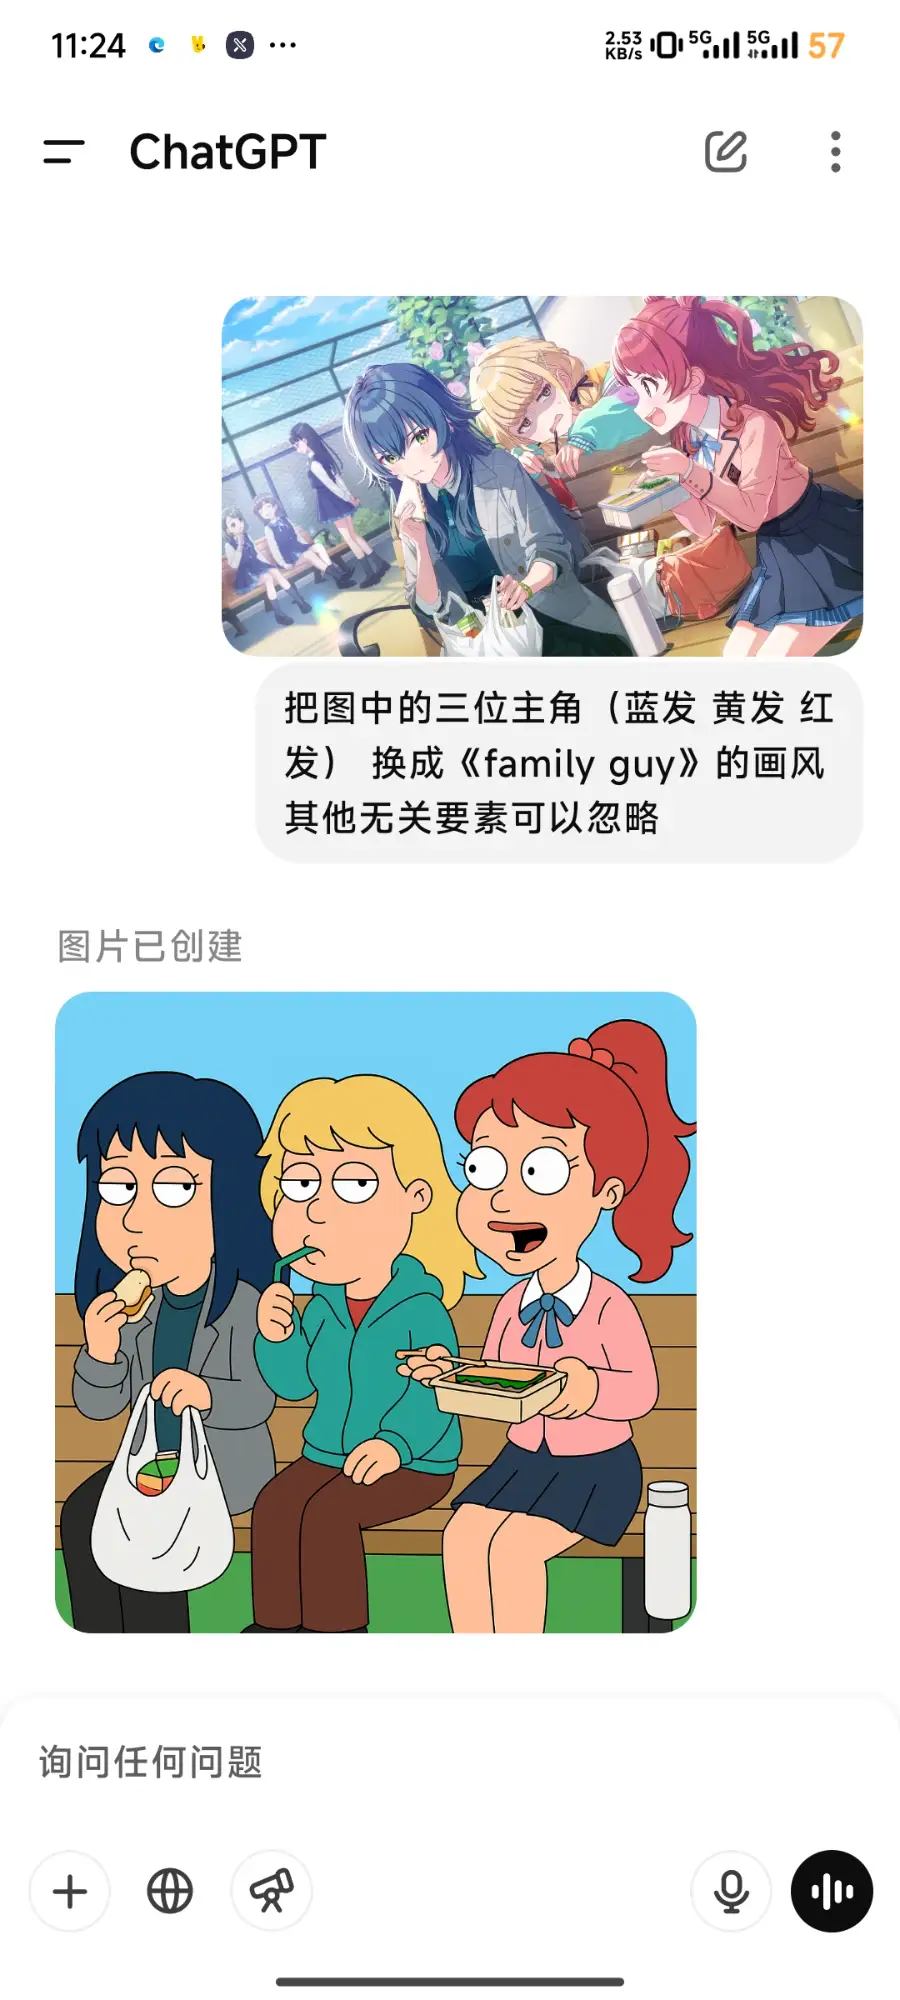 11:24
2.53
KB/s
5G
5G
57
ChatGPT
把图中的三位主角（蓝发 黄发 红
发） 换成《family guy》的画风
其他无关要素可以忽略
图片已创建
询问任何问题